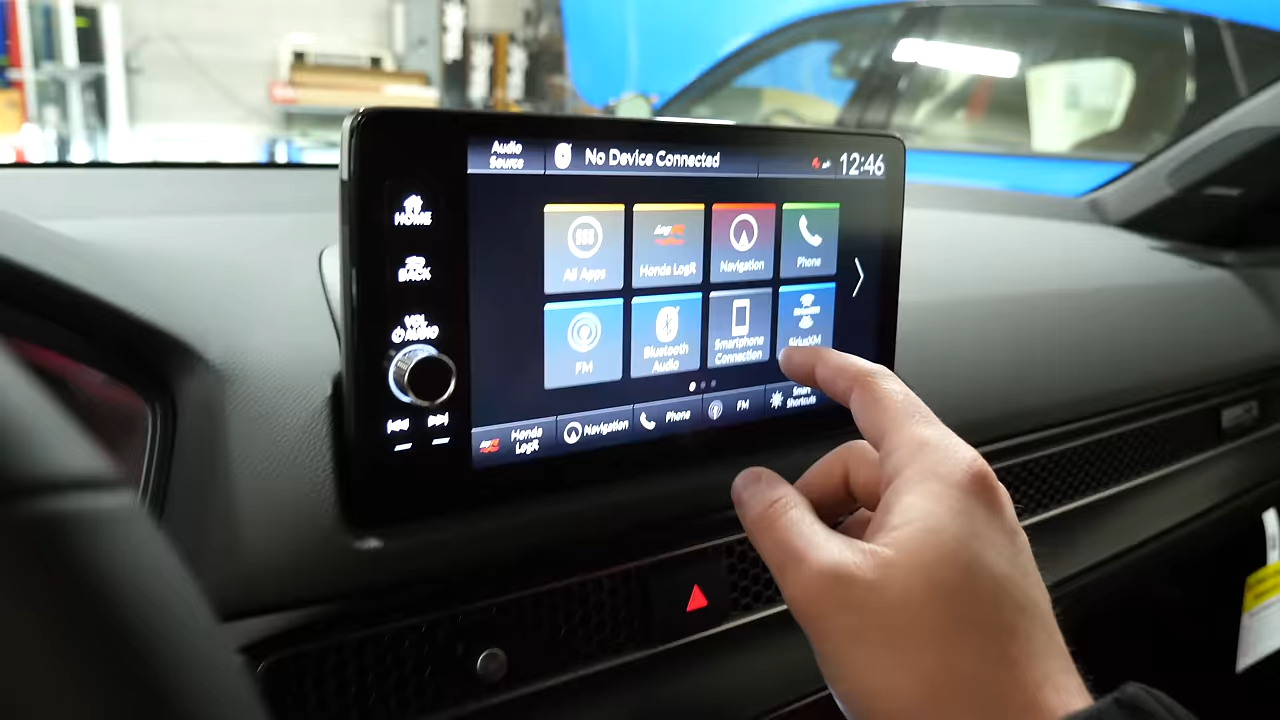 Audio
Source
No Device Connected
12:46
HOME
BACK
VOL
AUDIO
All Apps
Honda LogR
Navigation
Phone
FM
Bluetooth
Audio
Smartphone
Connection
SiriusXM
Honda
LogR
Navigation
Phone
FM
Smart
Shortcuts